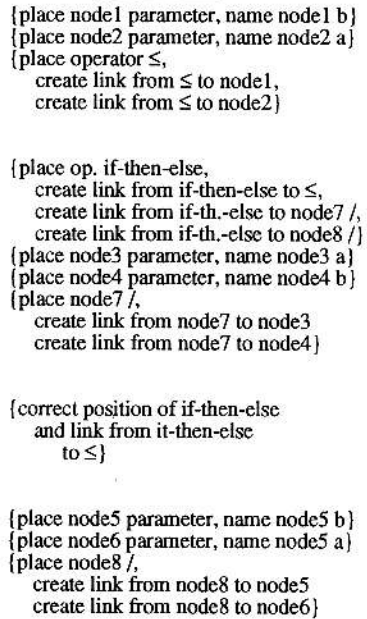 {place node1 parameter, name node1 b}
{place node2 parameter, name node2 a}
{place operator ≤,
create link from ≤ to node1,
create link from ≤ to node2}
{place op. if-then-else,
create link from if-then-else to ≤,
create link from if-th.-else to node7 /,
create link from if-th.-else to node8 /}
{place node3 parameter, name node3 a}
{place node4 parameter, name node4 b}
{place node7 /,
create link from node7 to node3
create link from node7 to node4}
{correct position of if-then-else
and link from it-then-else
to ≤}
{place node5 parameter, name node5 b}
{place node6 parameter, name node5 a}
{place node8 /,
create link from node8 to node5
create link from node8 to node6}